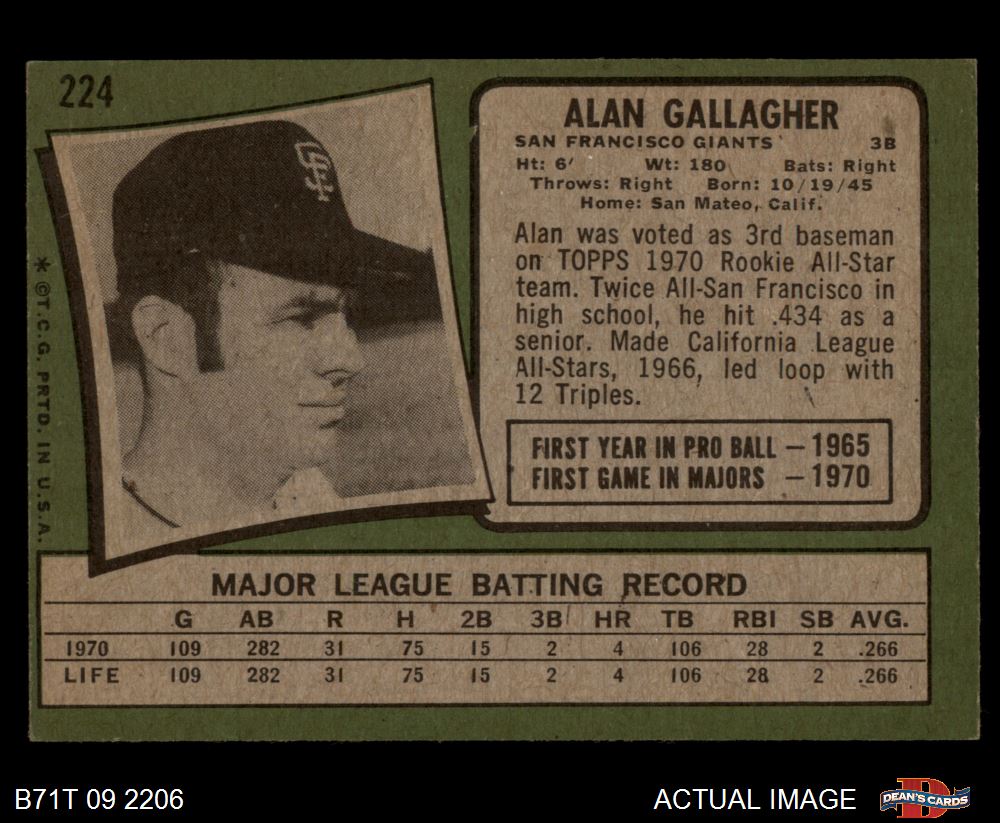 224
ALAN GALLAGHER
SAN FRANCISCO GIANTS 3B
Ht: 6' Wt: 180 Bats: Right
Throws: Right Born: 10/19/45
Home: San Mateo, Calif.
Alan was voted as 3rd baseman
on TOPPS 1970 Rookie All-Star
team. Twice All-San Francisco in
high school, he hit .434 as a
senior. Made California League
All-Stars, 1966, led loop with
12 Triples.
FIRST YEAR IN PRO BALL — 1965
FIRST GAME IN MAJORS — 1970
SF
* © T.C.G. PRTD. IN U.S.A.
MAJOR LEAGUE BATTING RECORD
G AB R H 2B 3B HR TB RBI SB AVG.
1970 109 282 31 75 15 2 4 106 28 2 .266
LIFE 109 282 31 75 15 2 4 106 28 2 .266
B71T 09 2206 ACTUAL IMAGE
D
DEAN'S CARDS